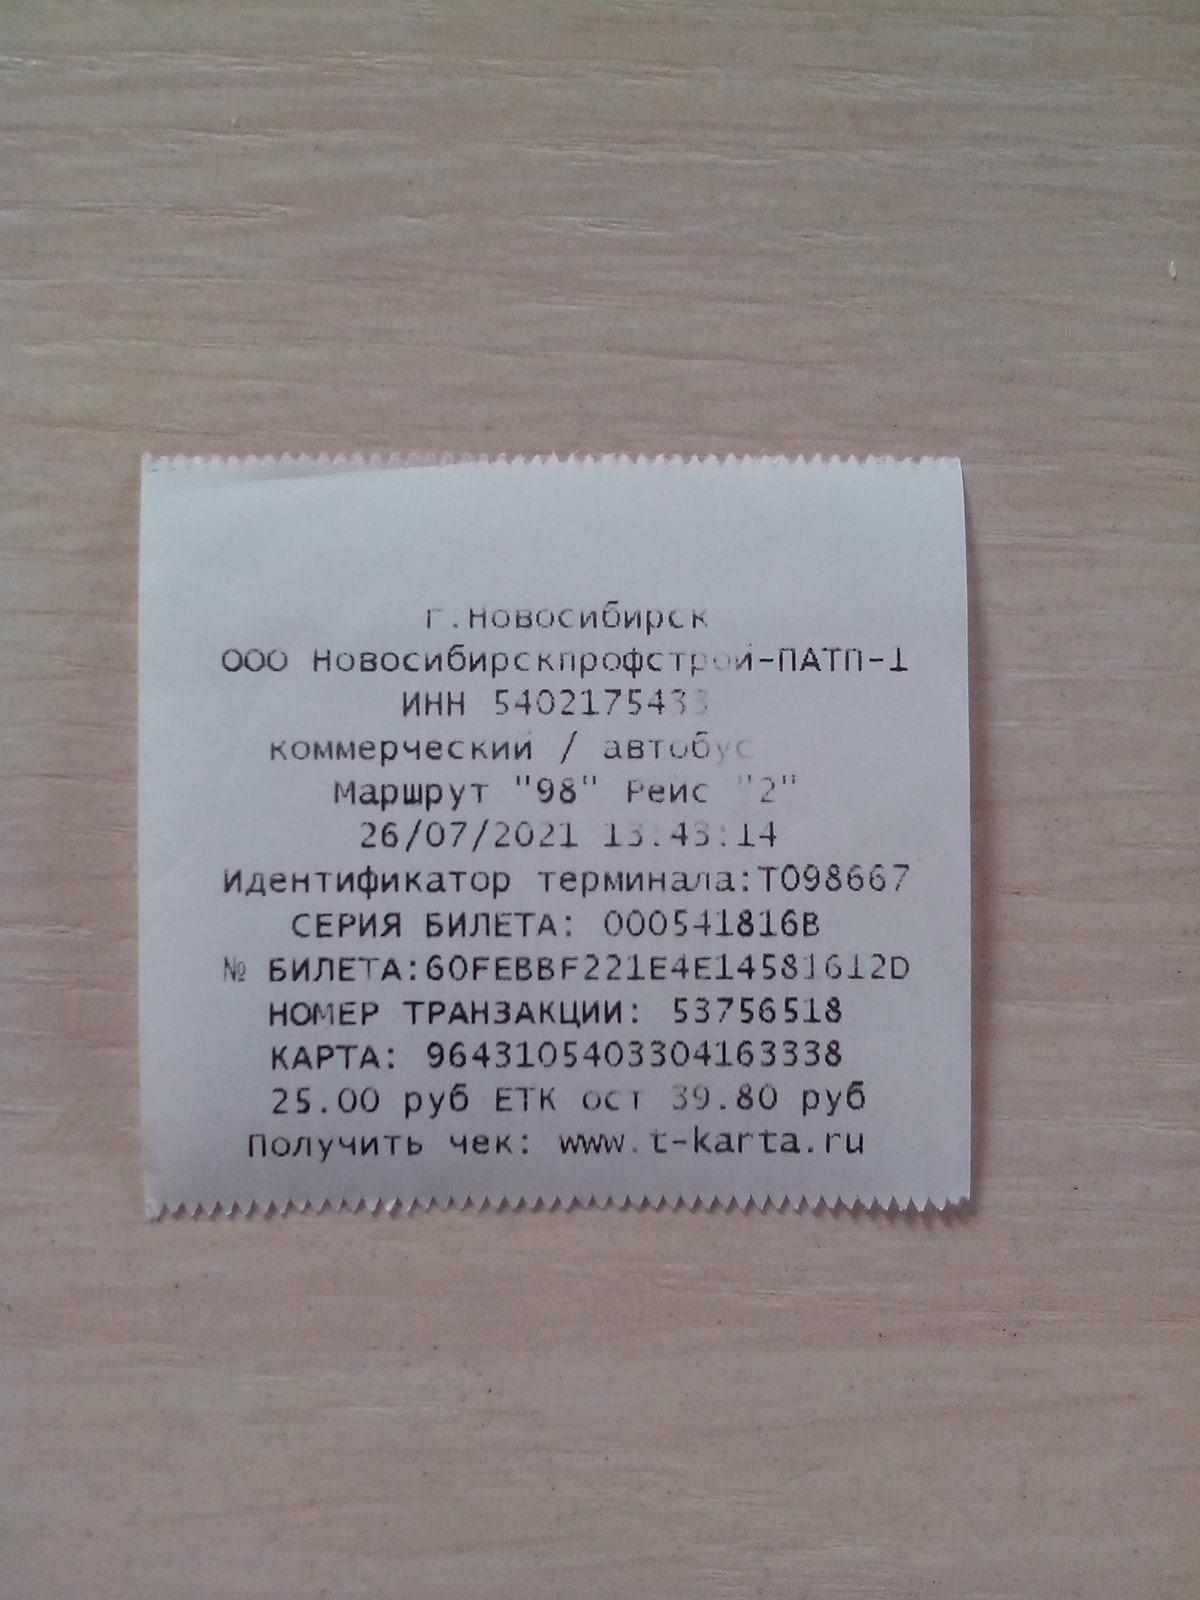 г.Новосибирск
ООО Новосибирскпрофстрой-ПАТП-1
ИНН 5402175433
коммерческий / автобус
Маршрут "98" Рейс "2"
26/07/2021 13:43:14
Идентификатор терминала:Т098667
СЕРИЯ БИЛЕТА: 000541816B
№ БИЛЕТА:60FEBBF221E4E14581612D
НОМЕР ТРАНЗАКЦИИ: 53756518
КАРТА: 9643105403304163338
25.00 руб ЕТК ост 39.80 руб
Получить чек: www.t-karta.ru